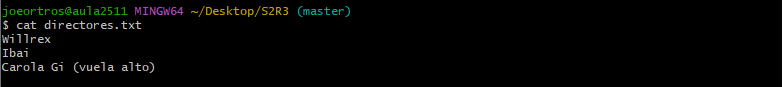 joeortros@aula2511 MINGW64 ~/Desktop/S2R3 (master)
$ cat directores.txt
Willrex
Ibai
Carola Gi (vuela alto)